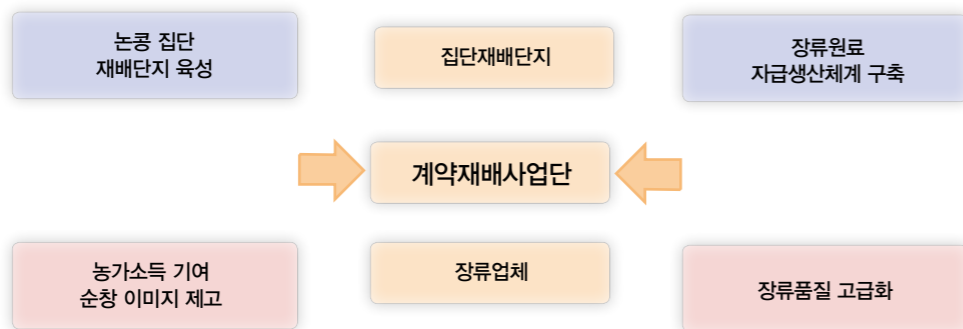 논콩 집단
재배단지 육성
집단재배단지
장류원료
자급생산체계 구축
계약재배사업단
농가소득 기여
순창 이미지 제고
장류업체
장류품질 고급화